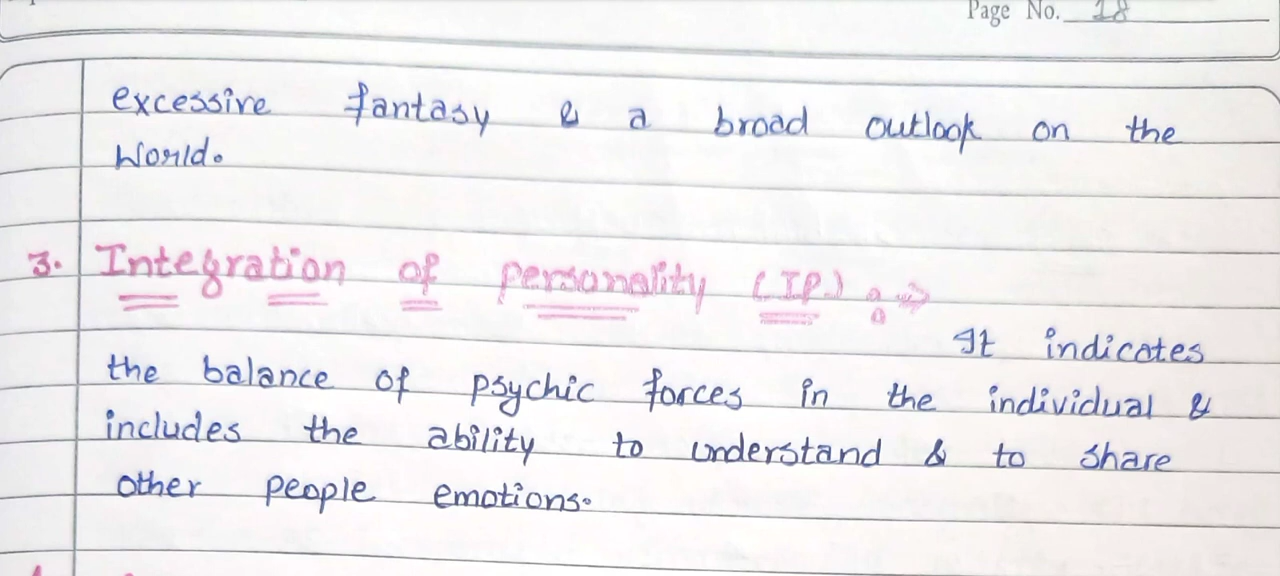 Page No. 18
excessive fantasy & a broad outlook on the
World.
3. Integration of personality (IP.) :⇒
It indicates
the balance of psychic forces in the individual &
includes the ability to understand & to share
other people emotions.